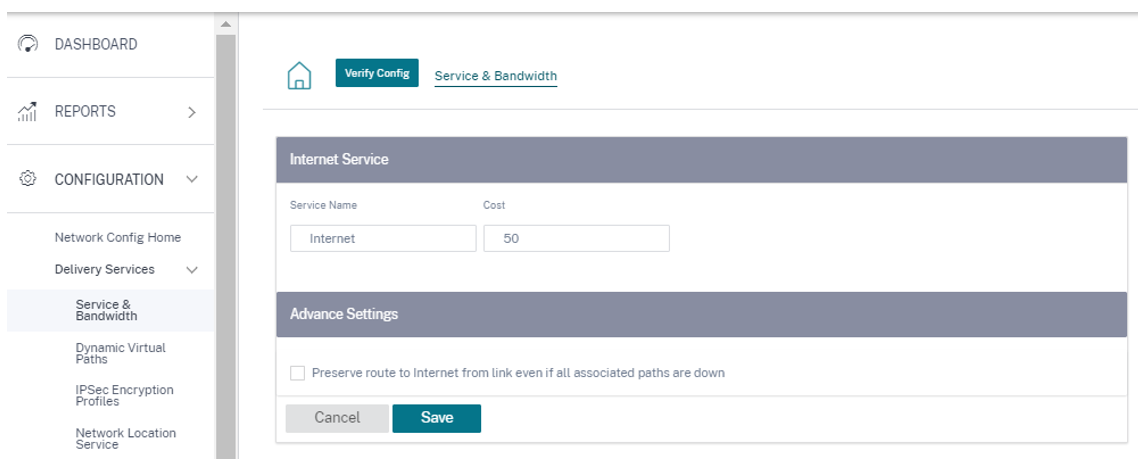 DASHBOARD
REPORTS
CONFIGURATION
Network Config Home
Delivery Services
Service &
Bandwidth
Dynamic Virtual
Paths
IPSec Encryption
Profiles
Network Location
Service
Verify Config
Service & Bandwidth
Internet Service
Service Name Cost
Internet 50
Advance Settings
Preserve route to Internet from link even if all associated paths are down
Cancel Save